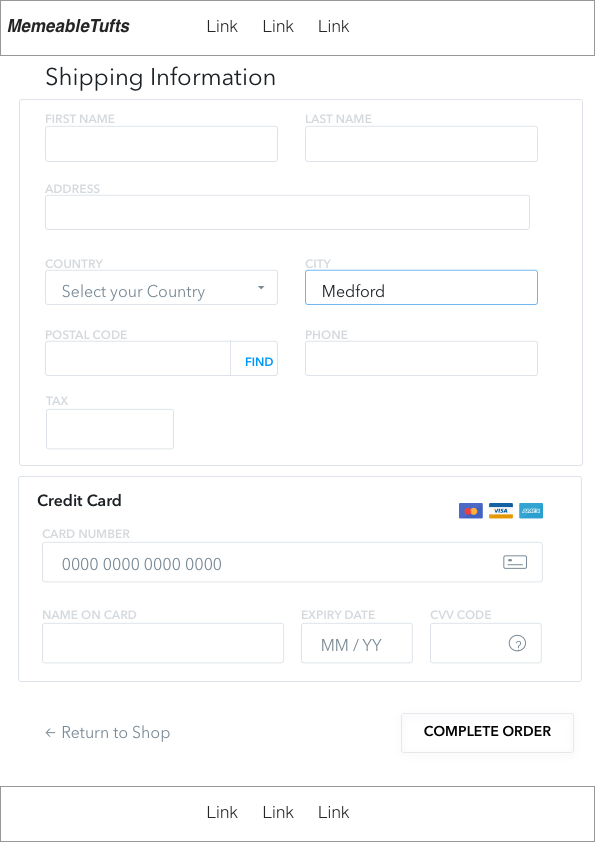 MemeableTufts Link Link Link
Shipping Information
FIRST NAME LAST NAME
ADDRESS
COUNTRY CITY
Select your Country Medford
POSTAL CODE PHONE
FIND
TAX
Credit Card
VISA
CARD NUMBER
0000 0000 0000 0000
NAME ON CARD EXPIRY DATE CVV CODE
MM / YY ?
← Return to Shop COMPLETE ORDER
Link Link Link